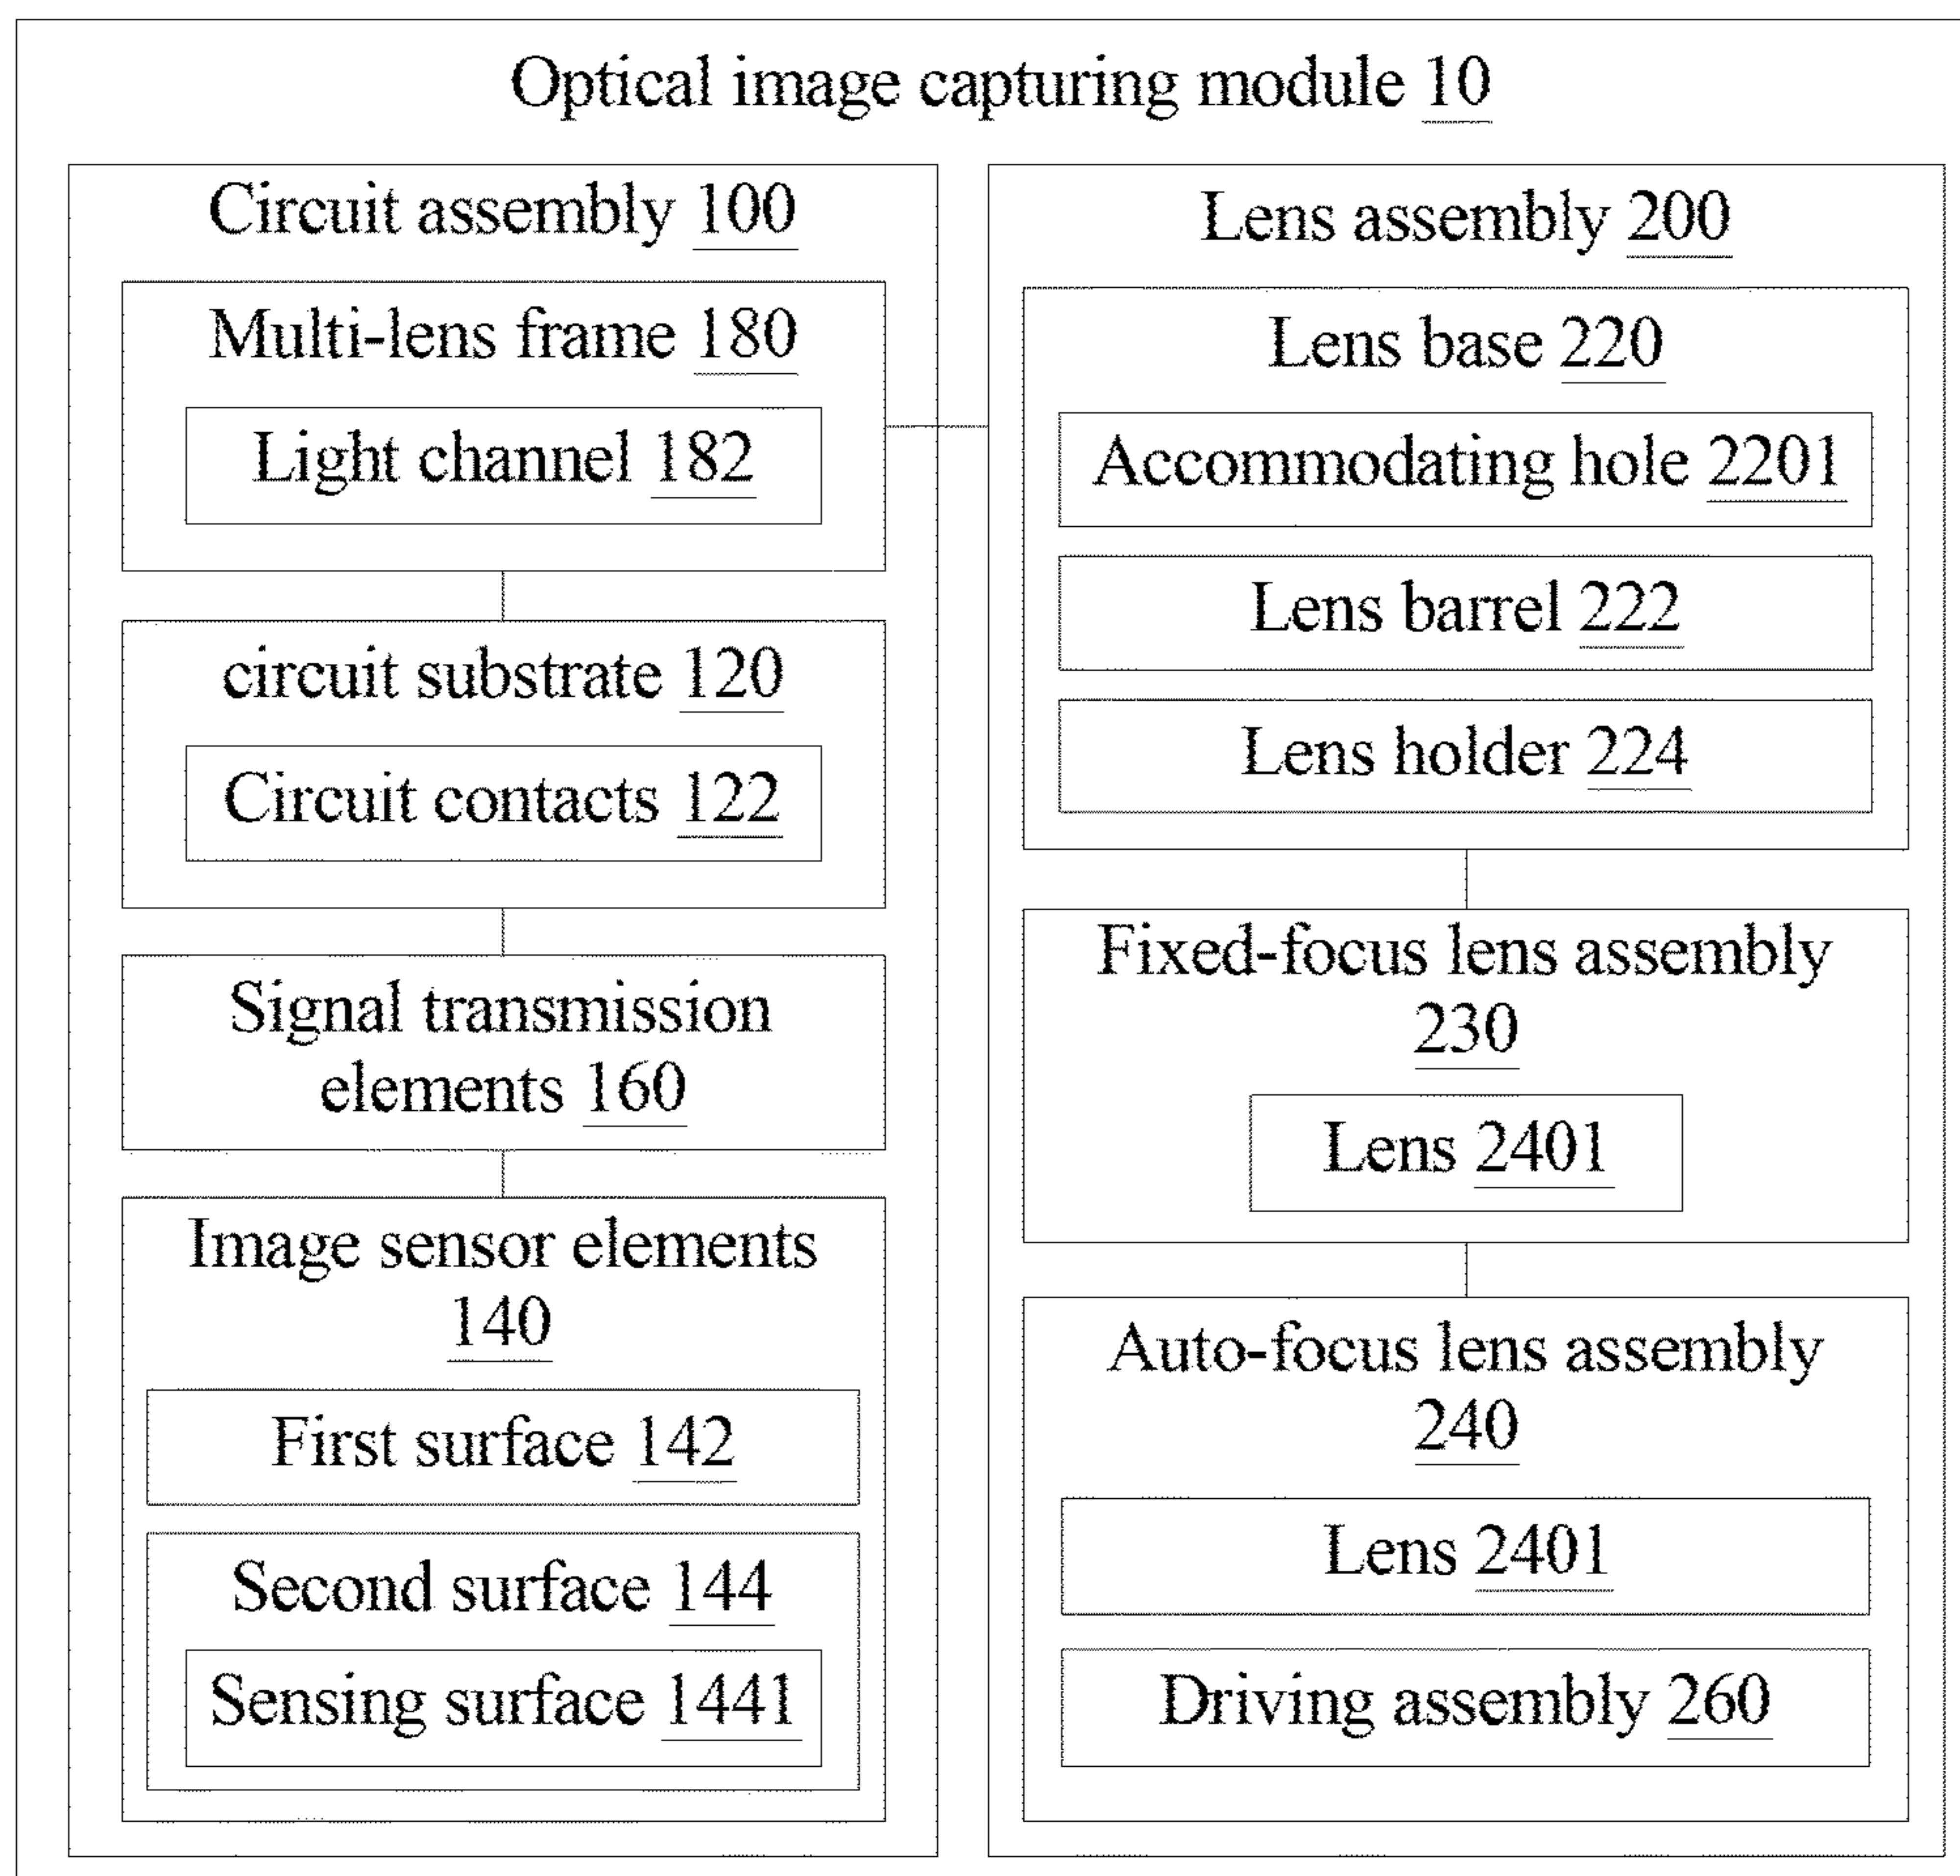 Optical image capturing module 10
Circuit assembly 100
Multi-lens frame 180
Light channel 182
circuit substrate 120
Circuit contacts 122
Signal transmission
elements 160
Image sensor elements
140
First surface 142
Second surface 144
Sensing surface 1441
Lens assembly 200
Lens base 220
Accommodating hole 2201
Lens barrel 222
Lens holder 224
Fixed-focus lens assembly
230
Lens 2401
Auto-focus lens assembly
240
Lens 2401
Driving assembly 260